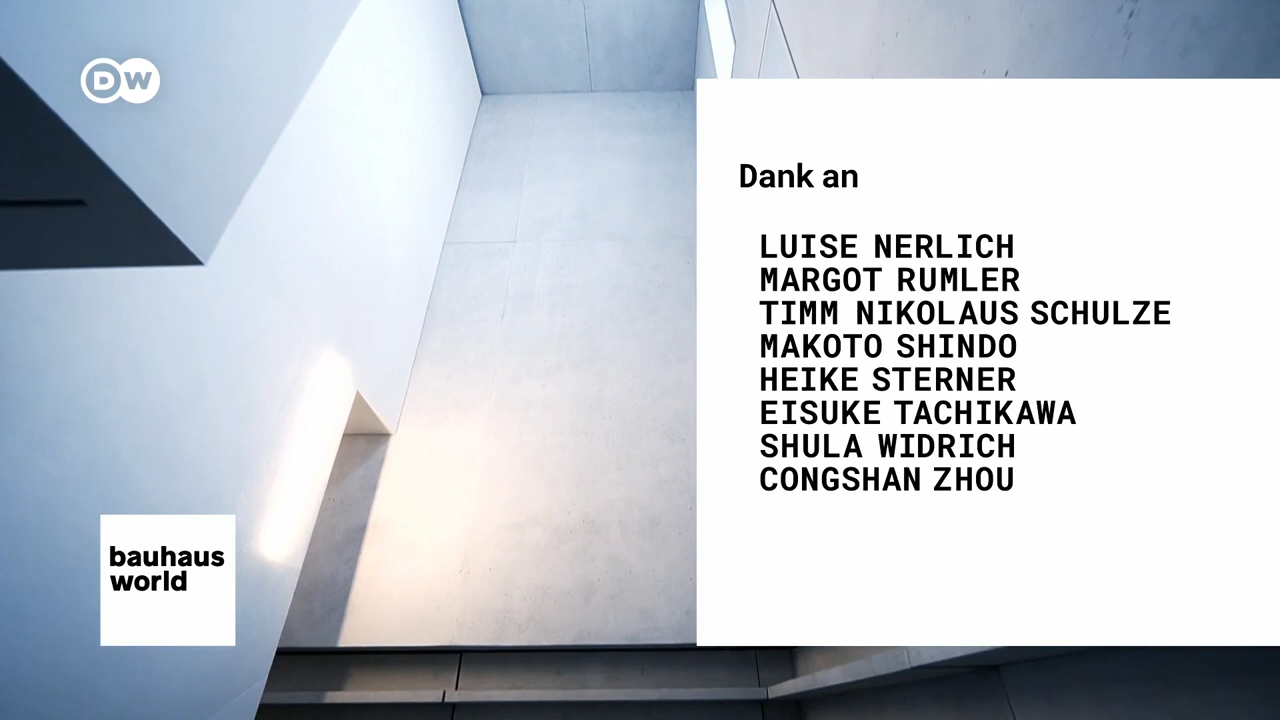 DW
Dank an
LUISE NERLICH
MARGOT RUMLER
TIMM NIKOLAUS SCHULZE
MAKOTO SHINDO
HEIKE STERNER
EISUKE TACHIKAWA
SHULA WIDRICH
CONGSHAN ZHOU
bauhaus
world